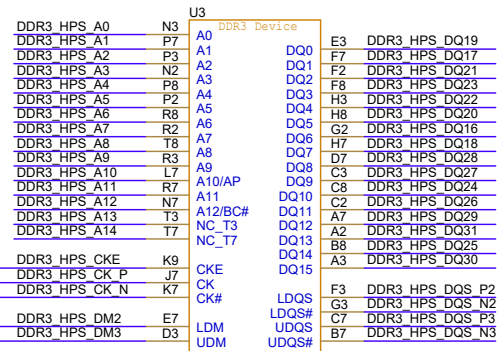 U3
DDR3 Device
DDR3_HPS_A0 N3 A0
DDR3_HPS_A1 P7 A1
DDR3_HPS_A2 P3 A2
DDR3_HPS_A3 N2 A3
DDR3_HPS_A4 P8 A4
DDR3_HPS_A5 P2 A5
DDR3_HPS_A6 R8 A6
DDR3_HPS_A7 R2 A7
DDR3_HPS_A8 T8 A8
DDR3_HPS_A9 R3 A9
DDR3_HPS_A10 L7 A10/AP
DDR3_HPS_A11 R7 A11
DDR3_HPS_A12 N7 A12/BC#
DDR3_HPS_A13 T3 NC_T3
DDR3_HPS_A14 T7 NC_T7
DDR3_HPS_CKE K9 CKE
DDR3_HPS_CK_P J7 CK
DDR3_HPS_CK_N K7 CK#
DDR3_HPS_DM2 E7 LDM
DDR3_HPS_DM3 D3 UDM
DQ0 E3 DDR3_HPS_DQ19
DQ1 F7 DDR3_HPS_DQ17
DQ2 F2 DDR3_HPS_DQ21
DQ3 F8 DDR3_HPS_DQ23
DQ4 H3 DDR3_HPS_DQ22
DQ5 H8 DDR3_HPS_DQ20
DQ6 G2 DDR3_HPS_DQ16
DQ7 H7 DDR3_HPS_DQ18
DQ8 D7 DDR3_HPS_DQ28
DQ9 C3 DDR3_HPS_DQ27
DQ10 C8 DDR3_HPS_DQ24
DQ11 C2 DDR3_HPS_DQ26
DQ12 A7 DDR3_HPS_DQ29
DQ13 A2 DDR3_HPS_DQ31
DQ14 B8 DDR3_HPS_DQ25
DQ15 A3 DDR3_HPS_DQ30
LDQS F3 DDR3_HPS_DQS_P2
LDQS# G3 DDR3_HPS_DQS_N2
UDQS C7 DDR3_HPS_DQS_P3
UDQS# B7 DDR3_HPS_DQS_N3